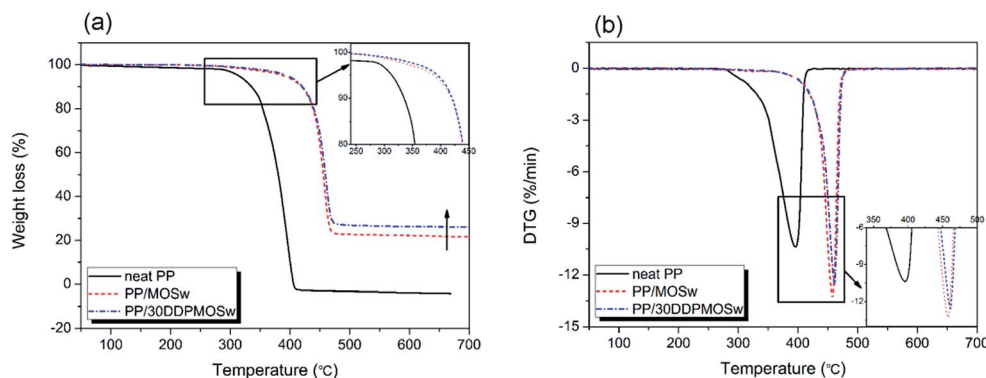 (a)
100
80
60
40
20
0
-20
Weight loss (%)
100
95
90
80
250 300 350 400 450
neat PP
PP/MOSw
PP/30DDPMOSw
100 200 300 400 500 600 700
Temperature (℃)
(b)
0
-3
-6
-9
-12
-15
DTG (%/min)
350 400 450 500
-6
-9
-12
neat PP
PP/MOSw
PP/30DDPMOSw
100 200 300 400 500 600 700
Temperature (℃)